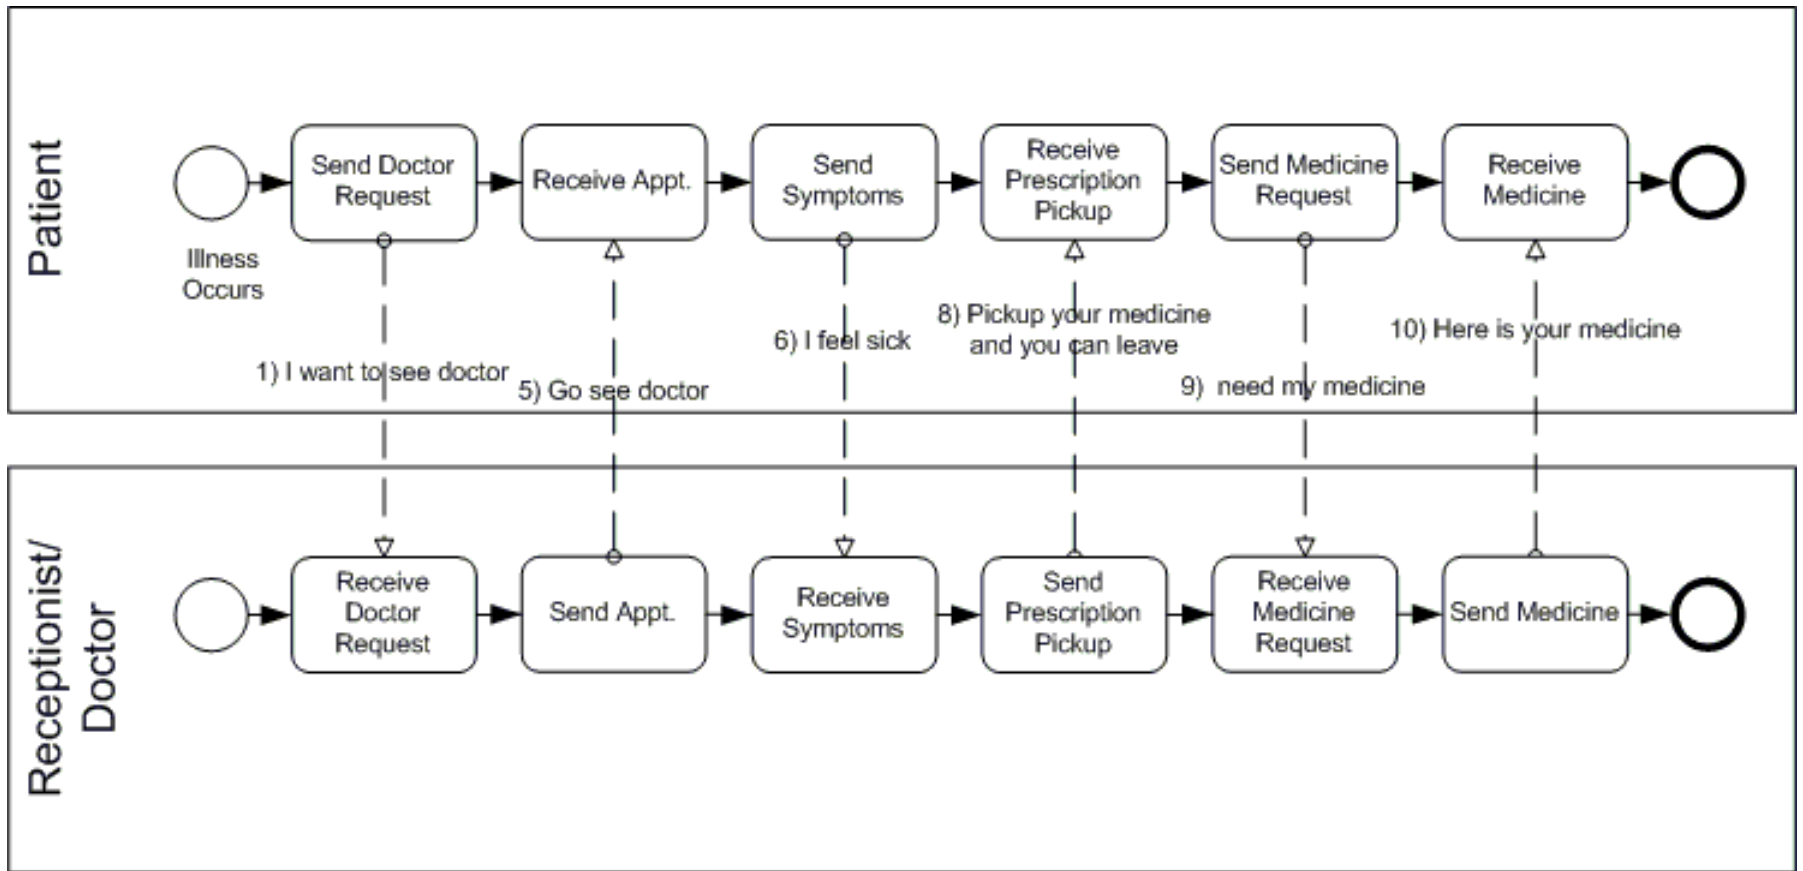 Patient
Illness
Occurs
Send Doctor
Request
Receive Appt.
Send
Symptoms
Receive
Prescription
Pickup
Send Medicine
Request
Receive
Medicine
1) I want to see doctor
5) Go see doctor
6) I feel sick
8) Pickup your medicine
and you can leave
9)  need my medicine
10) Here is your medicine
Receptionist/
Doctor
Receive
Doctor
Request
Send Appt.
Receive
Symptoms
Send
Prescription
Pickup
Receive
Medicine
Request
Send Medicine